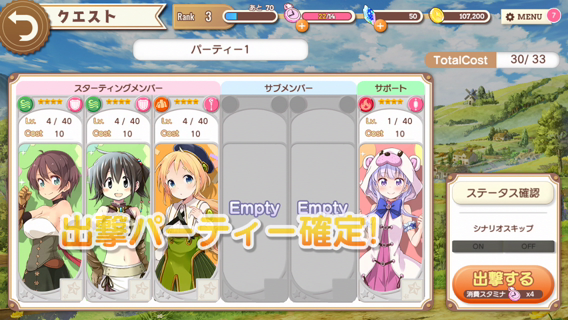 クエスト
Rank 3
あと 70
22/14
50
107,200
MENU
?
パーティー1
TotalCost 30/ 33
スターティングメンバー
サブメンバー
サポート
Lv. 4 / 40
Cost 10
Lv. 4 / 40
Cost 10
Lv. 4 / 40
Cost 10
Lv. 1 / 40
Cost 10
Empty
Empty
出撃パーティー確定!
ステータス確認
シナリオスキップ
ON OFF
出撃する
消費スタミナ x4